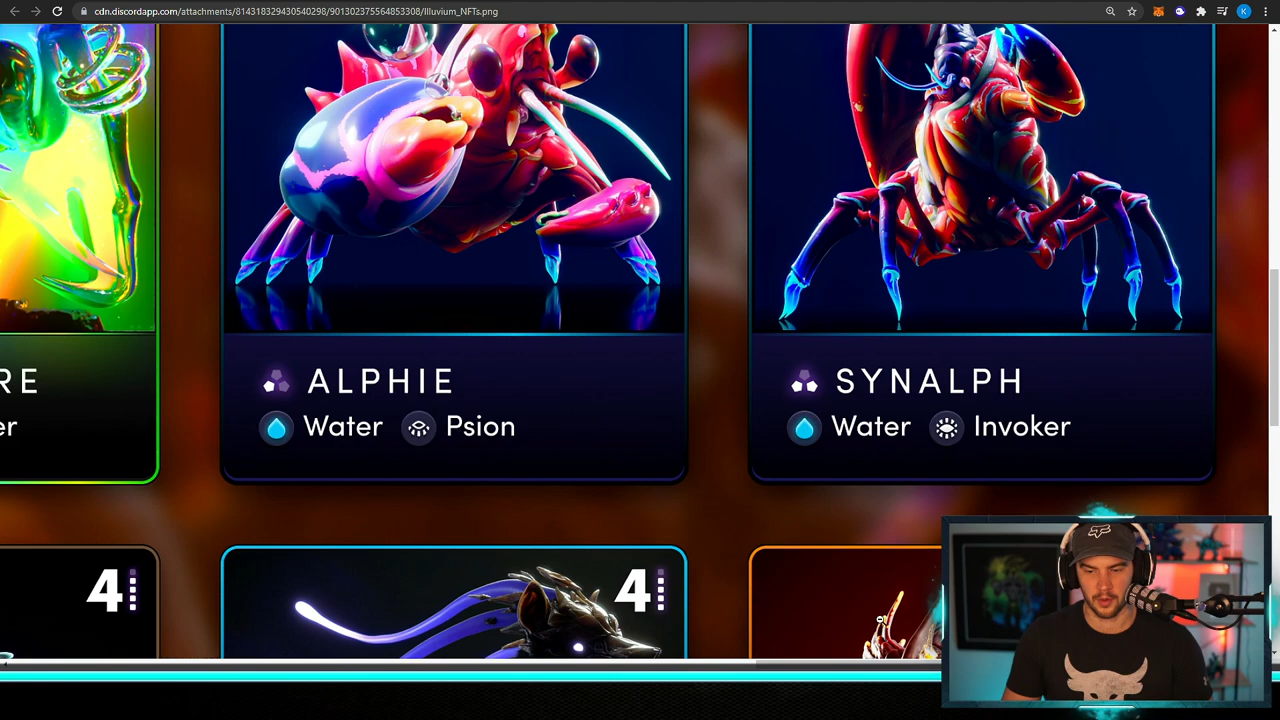 cdn.discordapp.com/attachments/814318329430540298/901302375564853308/Illuvium_NFTs.png
K
RE
ALPHIE
SYNALPH
er
Water
Psion
Water
Invoker
4
4